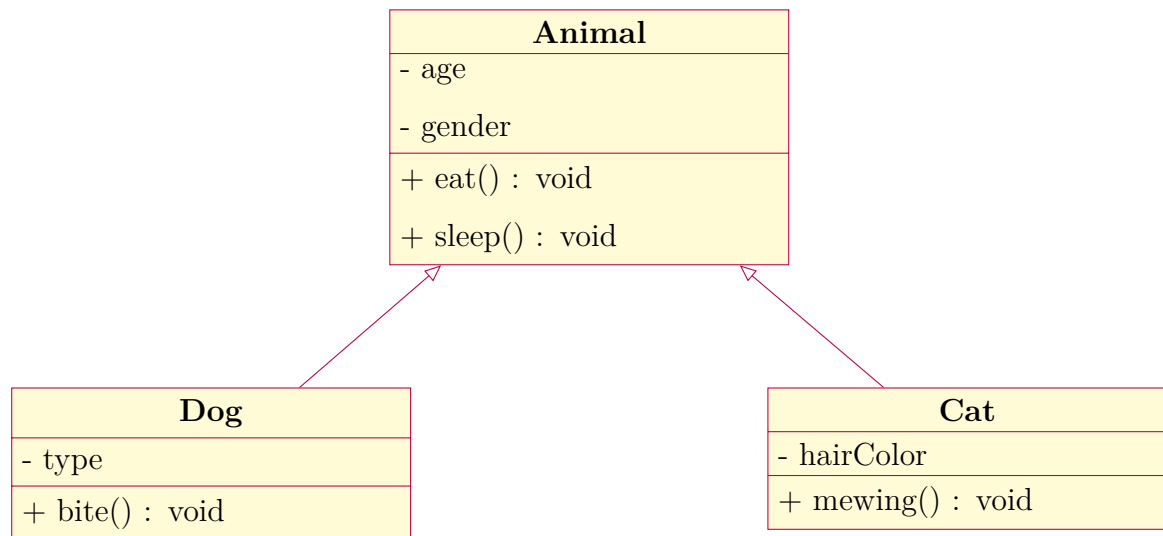 Animal
- age
- gender
+ eat() : void
+ sleep() : void
Dog
- type
+ bite() : void
Cat
- hairColor
+ mewing() : void